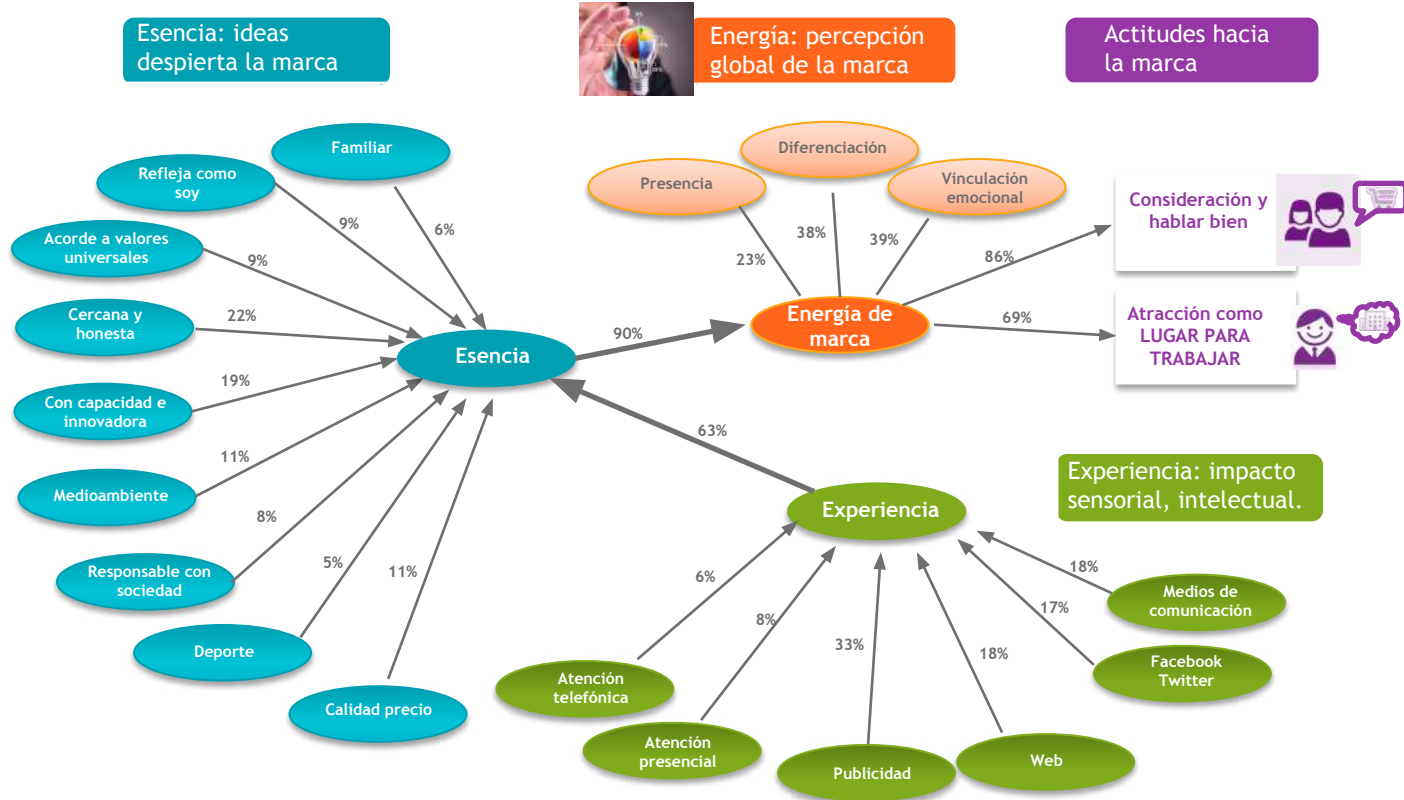 Esencia: ideas
despierta la marca
Energía: percepción
global de la marca
Actitudes hacia
la marca
Familiar
Refleja como
soy
Acorde a valores
universales
Cercana y
honesta
Con capacidad e
innovadora
Medioambiente
Responsable con
sociedad
Deporte
Calidad precio
6%
9%
9%
22%
19%
11%
8%
5%
11%
Esencia
90%
Presencia
Diferenciación
Vinculación
emocional
23%
38%
39%
Energía de
marca
86%
69%
Consideración y
hablar bien
Atracción como
LUGAR PARA
TRABAJAR
63%
Experiencia: impacto
sensorial, intelectual.
Experiencia
6%
8%
33%
18%
17%
18%
Atención
telefónica
Atención
presencial
Publicidad
Web
Facebook
Twitter
Medios de
comunicación